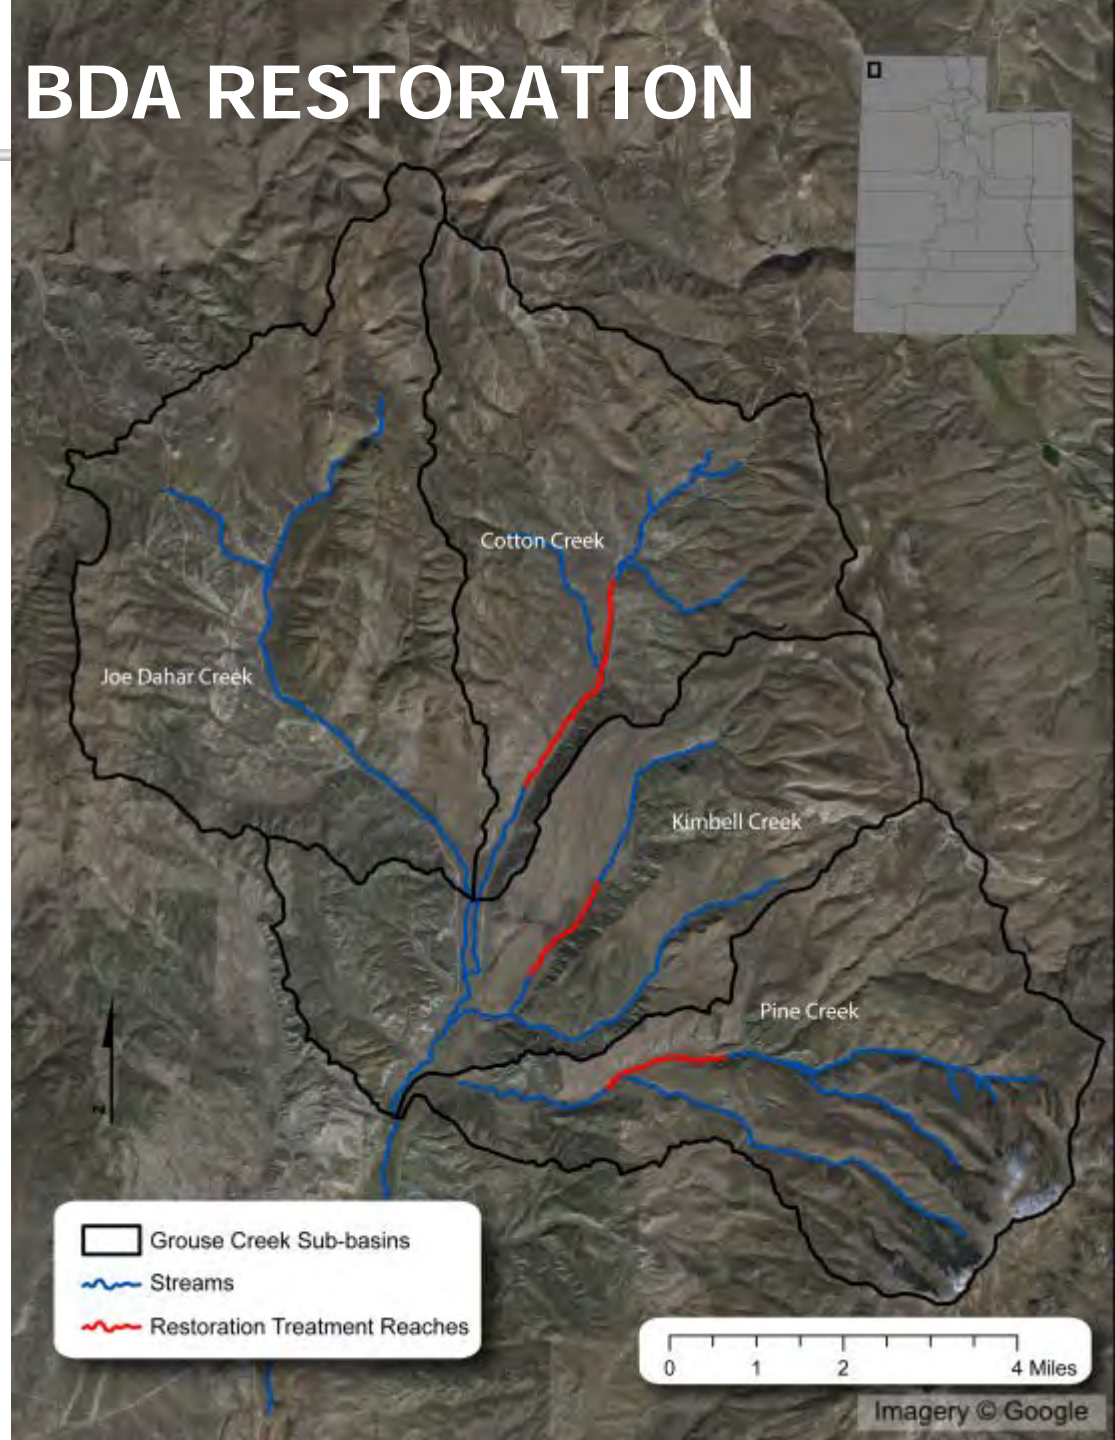 BDA RESTORATION
Cotton Creek
Joe Dahar Creek
Kimbell Creek
Pine Creek
N
Grouse Creek Sub-basins
Streams
Restoration Treatment Reaches
0 1 2 4 Miles
Imagery © Google